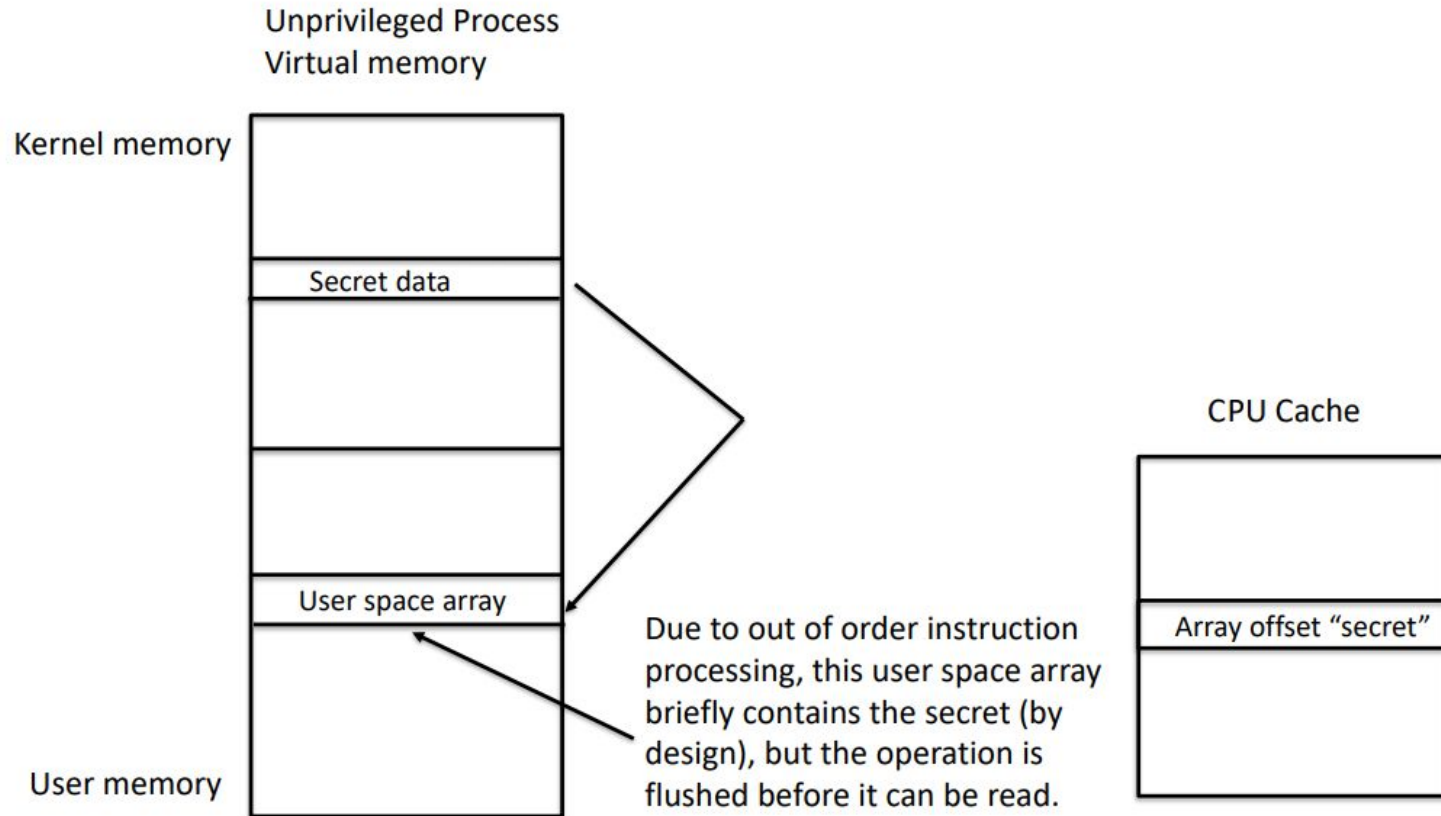 Unprivileged Process
Virtual memory
Kernel memory
Secret data
User space array
User memory
Due to out of order instruction
processing, this user space array
briefly contains the secret (by
design), but the operation is
flushed before it can be read.
CPU Cache
Array offset “secret”